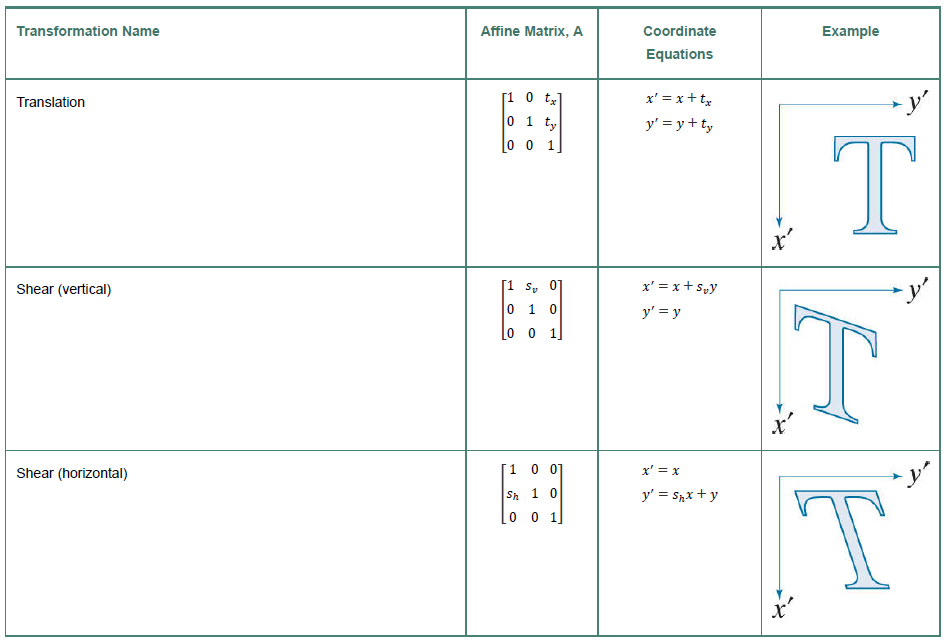 Transformation Name Affine Matrix, A Coordinate Equations Example
Translation
[1 0 tₓ]
[0 1 t_y]
[0 0 1]
x′ = x + tₓ
y′ = y + t_y
y′
T
x′
Shear (vertical)
[1 sᵥ 0]
[0 1 0]
[0 0 1]
x′ = x + sᵥy
y′ = y
y′
T
x′
Shear (horizontal)
[1 0 0]
[sₕ 1 0]
[0 0 1]
x′ = x
y′ = sₕx + y
y′
T
x′